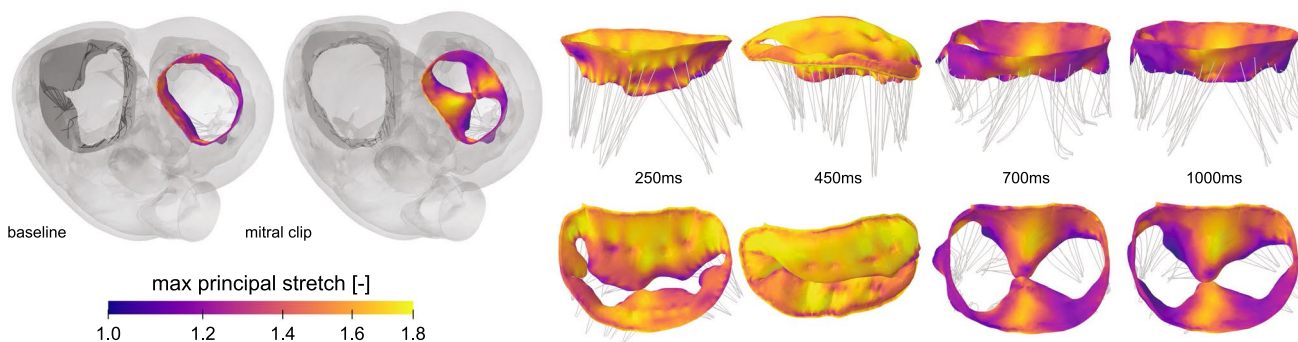 baseline
mitral clip
max principal stretch [-]
1.0 1.2 1.4 1.6 1.8
250ms 450ms 700ms 1000ms